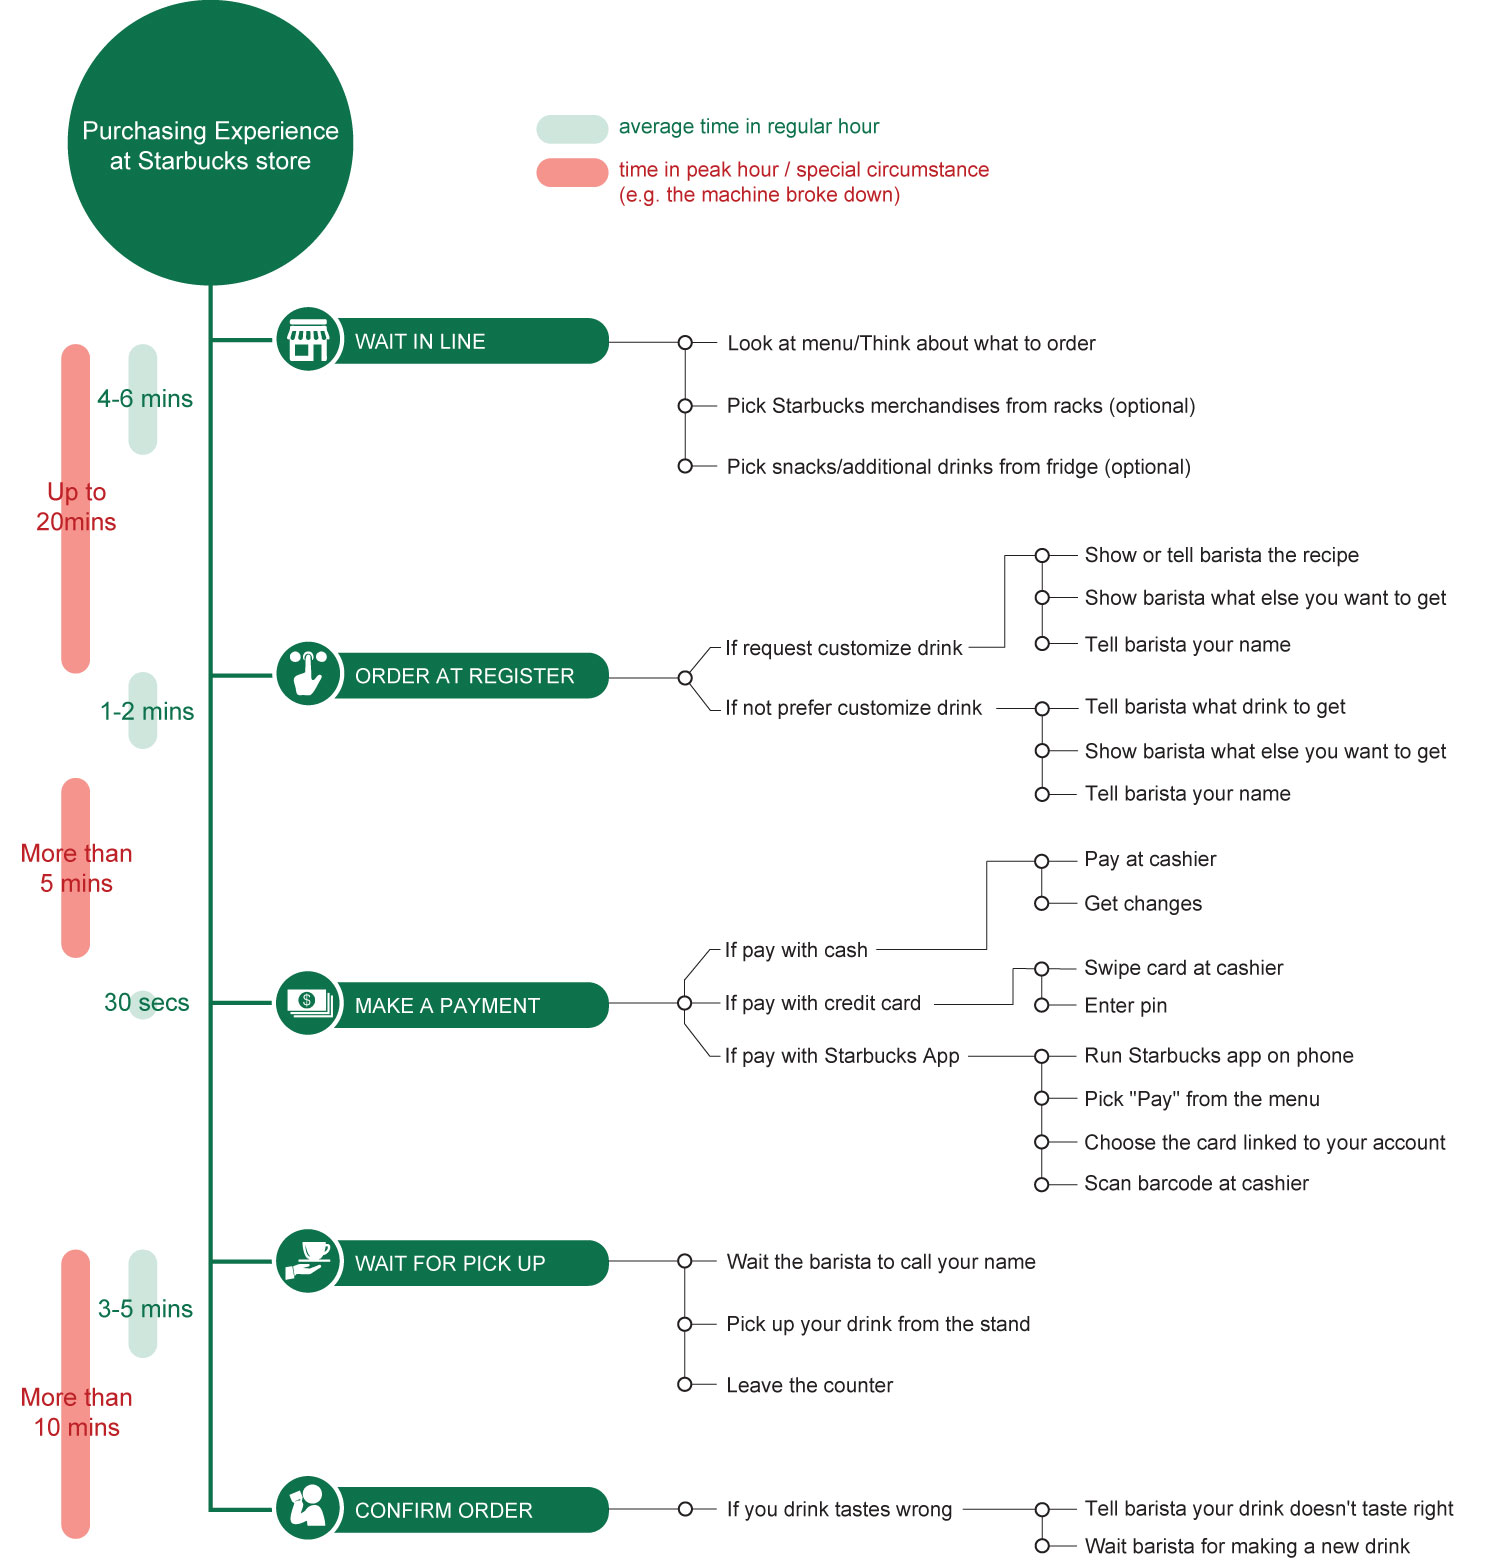 Purchasing Experience
at Starbucks store
average time in regular hour
time in peak hour / special circumstance
(e.g. the machine broke down)
WAIT IN LINE
Look at menu/Think about what to order
Pick Starbucks merchandises from racks (optional)
Pick snacks/additional drinks from fridge (optional)
4-6 mins
Up to
20mins
ORDER AT REGISTER
If request customize drink
Show or tell barista the recipe
Show barista what else you want to get
Tell barista your name
If not prefer customize drink
Tell barista what drink to get
Show barista what else you want to get
Tell barista your name
1-2 mins
More than
5 mins
30 secs
$
MAKE A PAYMENT
If pay with cash
Pay at cashier
Get changes
If pay with credit card
Swipe card at cashier
Enter pin
If pay with Starbucks App
Run Starbucks app on phone
Pick "Pay" from the menu
Choose the card linked to your account
Scan barcode at cashier
WAIT FOR PICK UP
Wait the barista to call your name
Pick up your drink from the stand
Leave the counter
3-5 mins
More than
10 mins
CONFIRM ORDER
If you drink tastes wrong
Tell barista your drink doesn't taste right
Wait barista for making a new drink